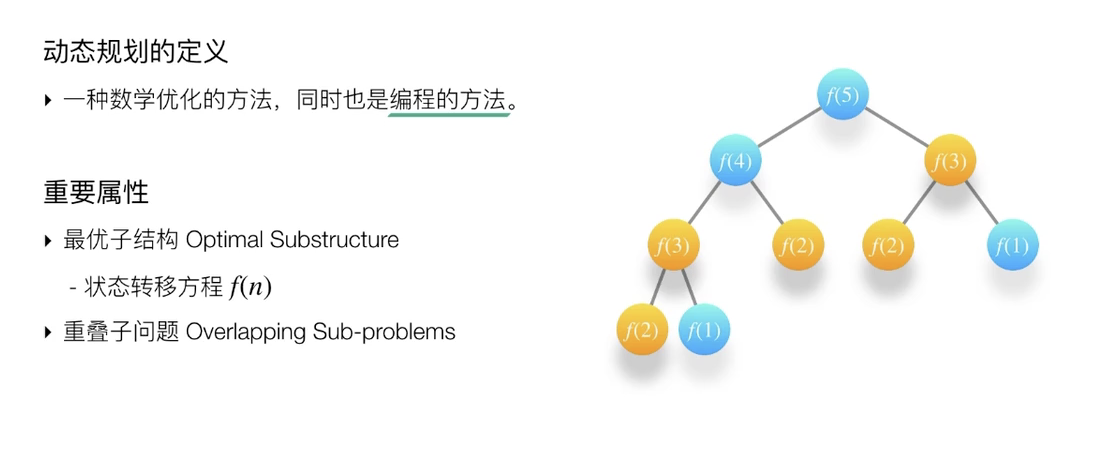 动态规划的定义
一种数学优化的方法，同时也是编程的方法。
重要属性
最优子结构 Optimal Substructure
- 状态转移方程 f(n)
重叠子问题 Overlapping Sub-problems
f(5)
f(4) f(3)
f(3) f(2) f(2) f(1)
f(2) f(1)